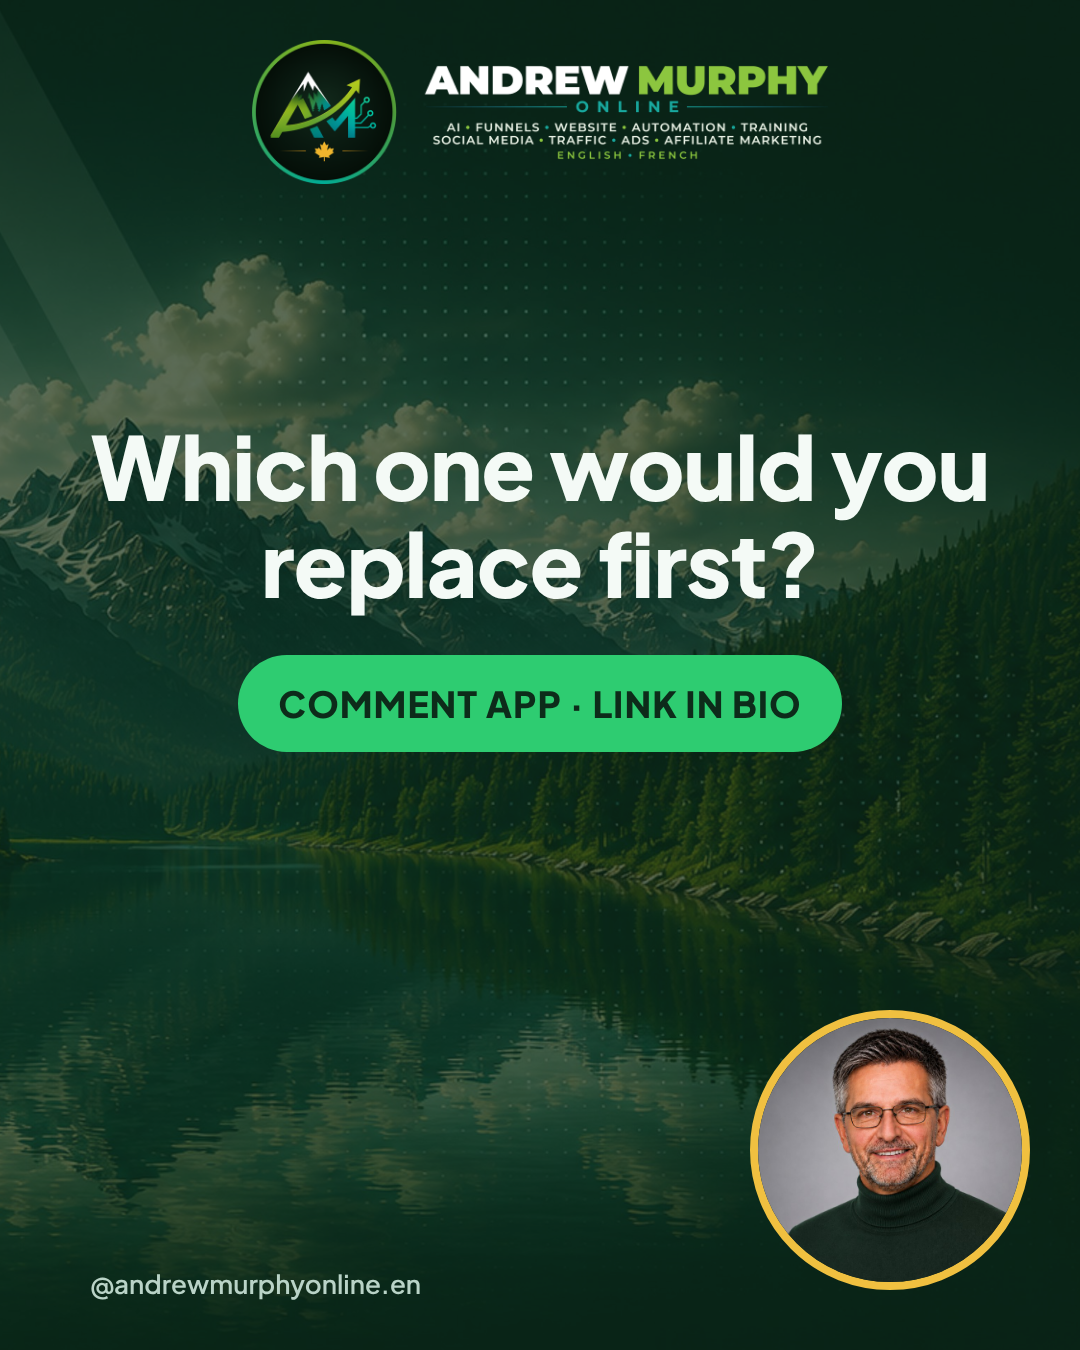 AM
ANDREW MURPHY
ONLINE
AI • FUNNELS • WEBSITE • AUTOMATION • TRAINING
SOCIAL MEDIA • TRAFFIC • ADS • AFFILIATE MARKETING
ENGLISH • FRENCH
Which one would you
replace first?
COMMENT APP · LINK IN BIO
@andrewmurphyonline.en